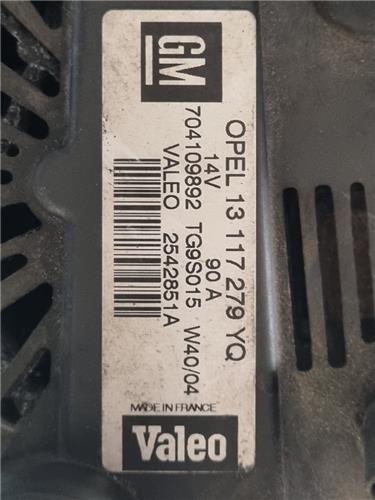 GM
OPEL 13 117 279 YQ
14V 90 A
704109892 TG9S015 W40/04
VALEO 2542851A
MADE IN FRANCE
Valeo